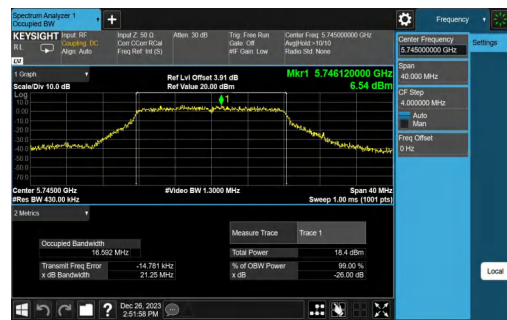 Spectrum Analyzer 1
Occupied BW
Frequency
KEYSIGHT Input: RF
Coupling: DC
Align: Auto
R L
LXI
Input Z: 50 Ω
Corr CCorr RCal
Freq Ref: Int (S)
Atten: 30 dB
Trig: Free Run
Gate: Off
#IF Gain: Low
Center Freq: 5.745000000 GHz
Avg|Hold:>10/10
Radio Std: None
Center Frequency
5.745000000 GHz
Settings
Span
40.000 MHz
CF Step
4.000000 MHz
Auto
Man
Freq Offset
0 Hz
Local
1 Graph
Scale/Div 10.0 dB
Ref Lvl Offset 3.91 dB
Ref Value 20.00 dBm
Mkr1 5.746120000 GHz
6.54 dBm
Log
10.0
0.00
-10.0
-20.0
-30.0
-40.0
-50.0
-60.0
-70.0
1
Center 5.74500 GHz
#Res BW 430.00 kHz
#Video BW 1.3000 MHz
Span 40 MHz
Sweep 1.00 ms (1001 pts)
2 Metrics
Measure Trace Trace 1
Occupied Bandwidth
16.592 MHz
Total Power 18.4 dBm
Transmit Freq Error -14.781 kHz
% of OBW Power 99.00 %
x dB Bandwidth 21.25 MHz
x dB -26.00 dB
?
Dec 26, 2023
2:51:58 PM